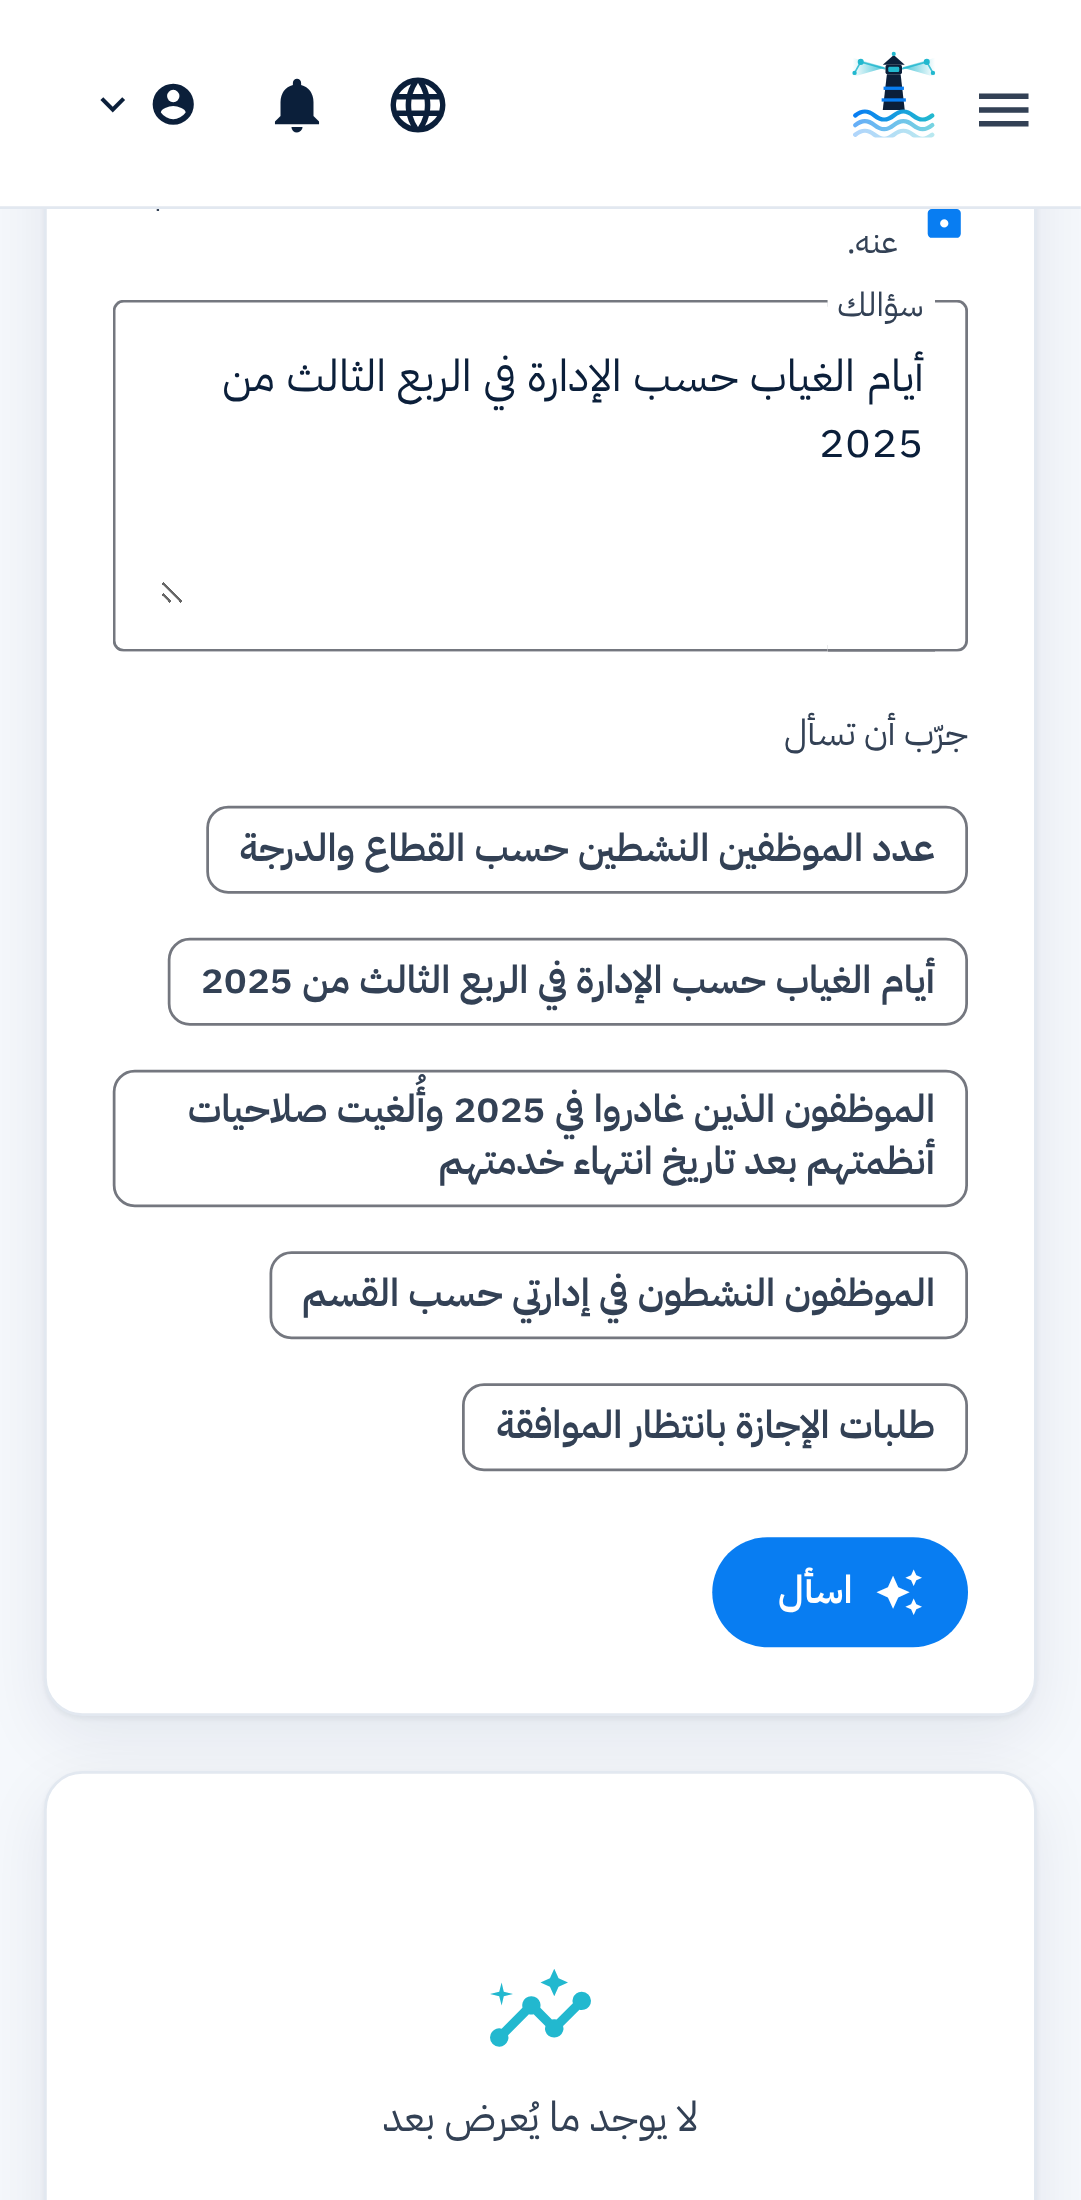 عنه.
سؤالك
أيام الغياب حسب الإدارة في الربع الثالث من
2025
جرّب أن تسأل
عدد الموظفين النشطين حسب القطاع والدرجة
أيام الغياب حسب الإدارة في الربع الثالث من 2025
الموظفون الذين غادروا في 2025 وأُلغيت صلاحيات
أنظمتهم بعد تاريخ انتهاء خدمتهم
الموظفون النشطون في إدارتي حسب القسم
طلبات الإجازة بانتظار الموافقة
اسأل
لا يوجد ما يُعرض بعد